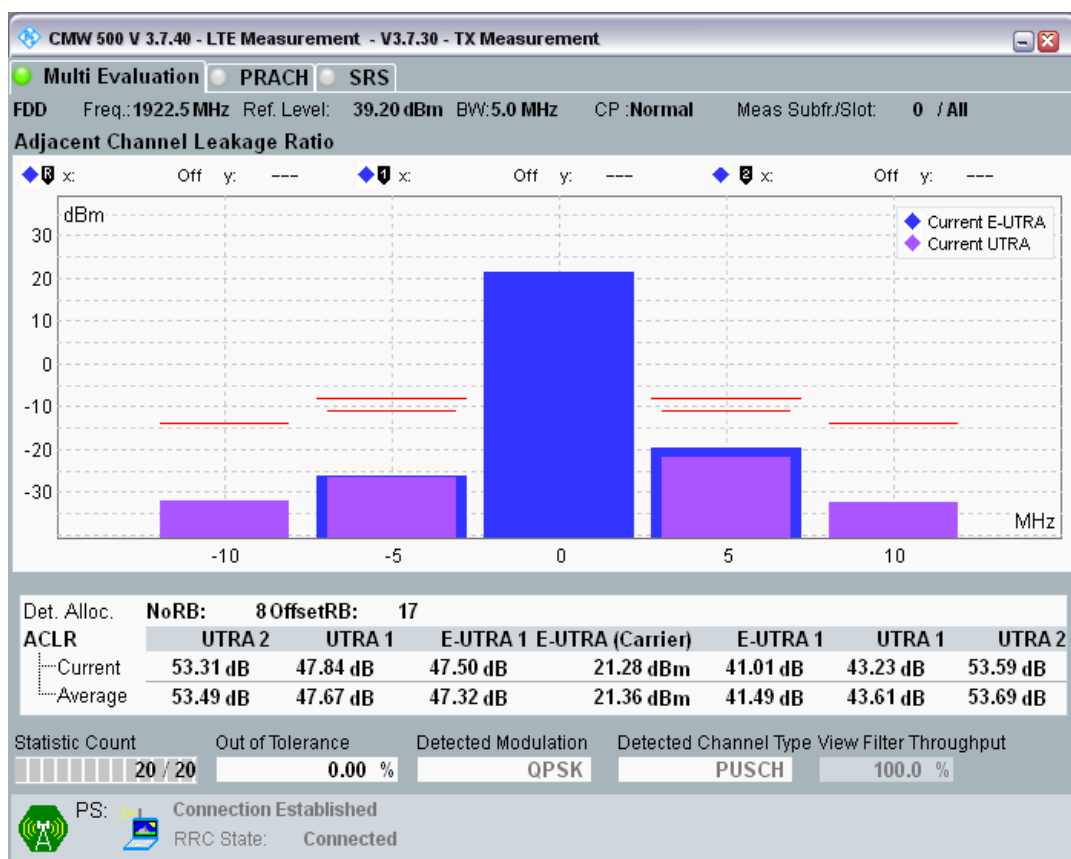 CMW 500 V 3.7.40 - LTE Measurement - V3.7.30 - TX Measurement
Multi Evaluation PRACH SRS
FDD Freq.: 1922.5 MHz Ref. Level: 39.20 dBm BW: 5.0 MHz CP : Normal Meas Subfr./Slot: 0 / All
Adjacent Channel Leakage Ratio
R x: Off y: --- 1 x: Off y: --- 2 x: Off y: ---
dBm
Current E-UTRA
Current UTRA
30
20
10
0
-10
-20
-30
MHz
-10 -5 0 5 10
Det. Alloc. NoRB: 8 OffsetRB: 17
ACLR UTRA 2 UTRA 1 E-UTRA 1 E-UTRA (Carrier) E-UTRA 1 UTRA 1 UTRA 2
Current 53.31 dB 47.84 dB 47.50 dB 21.28 dBm 41.01 dB 43.23 dB 53.59 dB
Average 53.49 dB 47.67 dB 47.32 dB 21.36 dBm 41.49 dB 43.61 dB 53.69 dB
Statistic Count Out of Tolerance Detected Modulation Detected Channel Type View Filter Throughput
20 / 20 0.00 % QPSK PUSCH 100.0 %
PS: Connection Established
RRC State: Connected